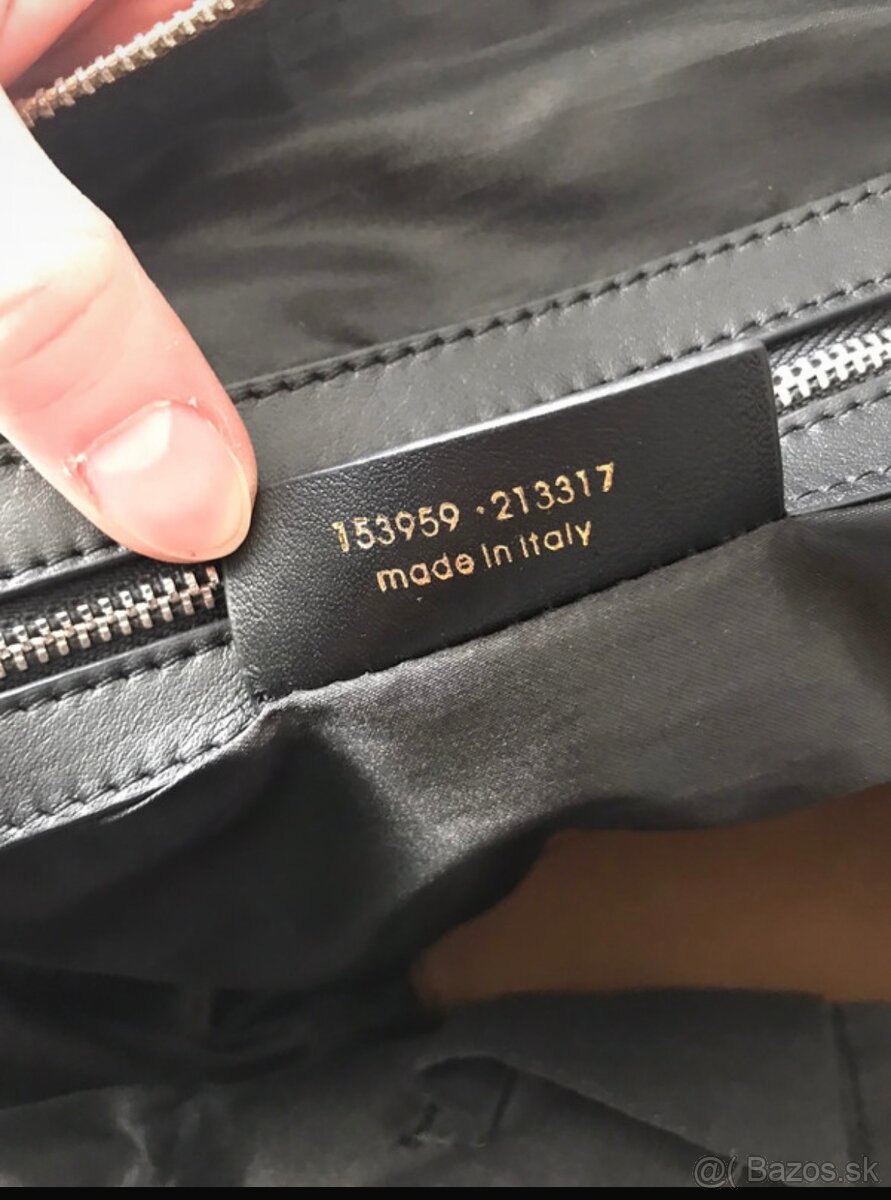 153959 · 213317
made in italy
@( Bazos.sk